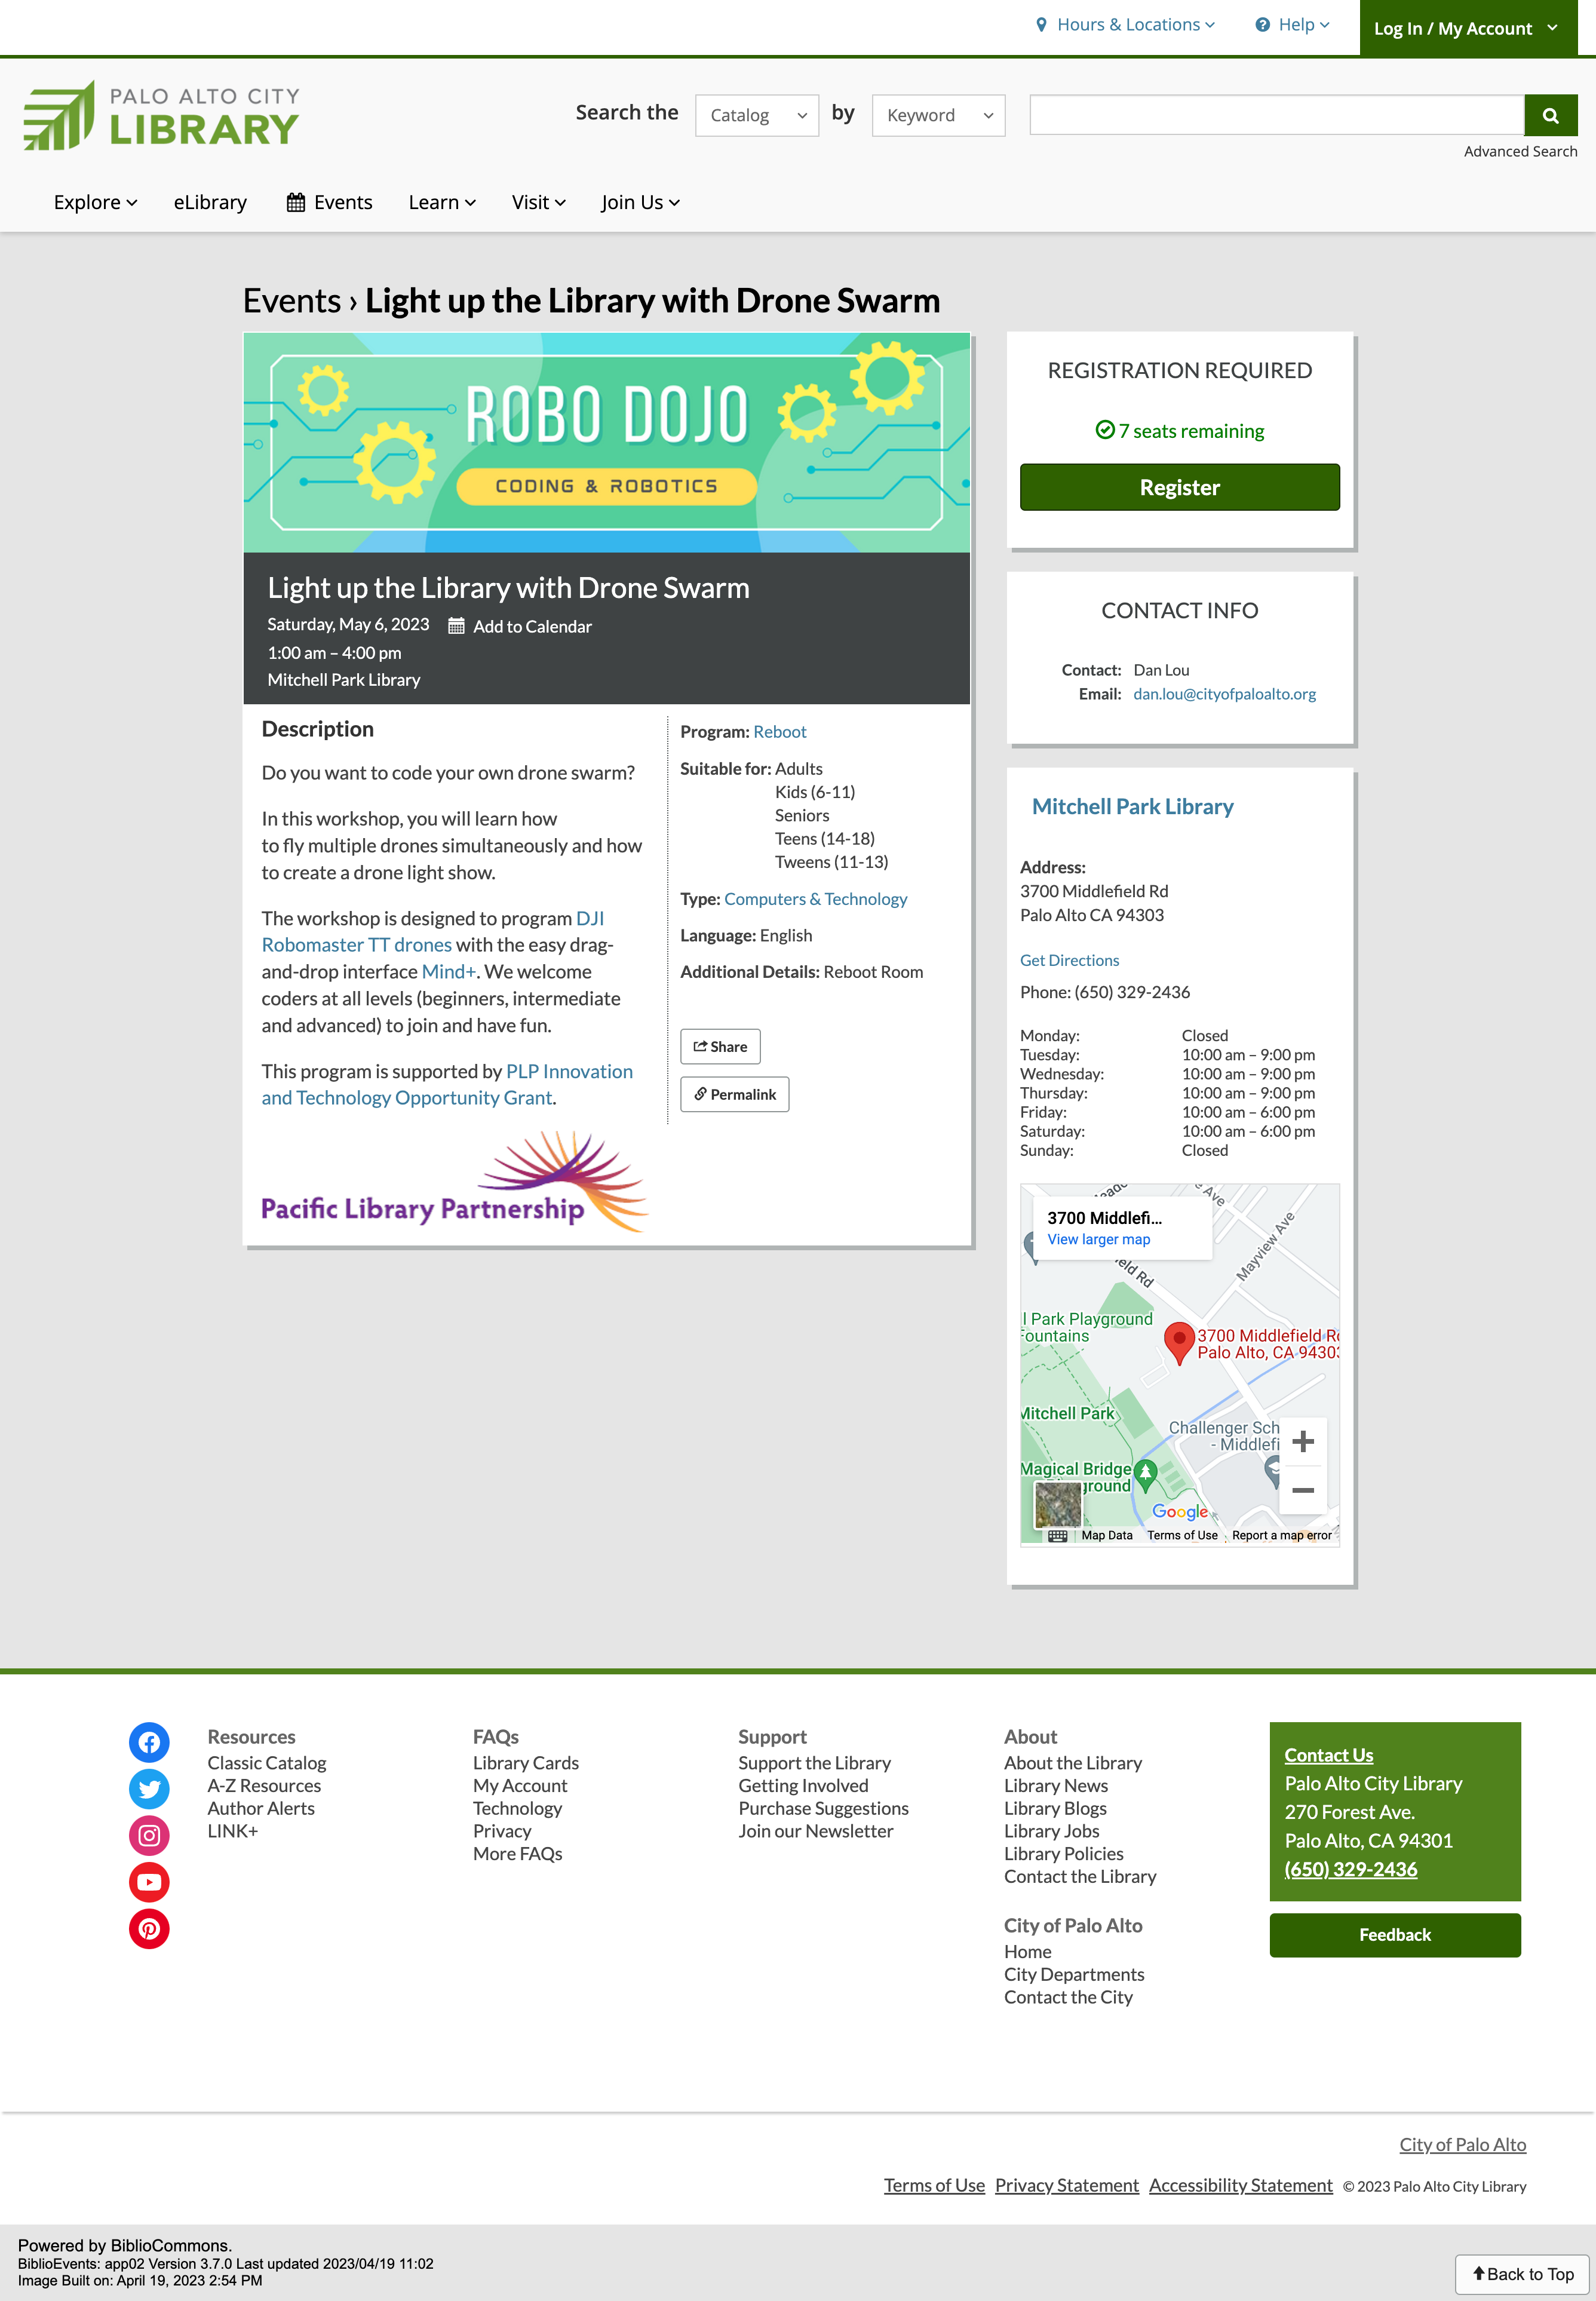 Hours & Locations
Help
Log In / My Account
PALO ALTO CITY
LIBRARY
Search the
Catalog
by
Keyword
Advanced Search
Explore
eLibrary
Events
Learn
Visit
Join Us
Events › Light up the Library with Drone Swarm
ROBO DOJO
CODING & ROBOTICS
Light up the Library with Drone Swarm
Saturday, May 6, 2023
Add to Calendar
1:00 am – 4:00 pm
Mitchell Park Library
Description
Do you want to code your own drone swarm?
In this workshop, you will learn how
to fly multiple drones simultaneously and how
to create a drone light show.
The workshop is designed to program DJI
Robomaster TT drones with the easy drag-
and-drop interface Mind+. We welcome
coders at all levels (beginners, intermediate
and advanced) to join and have fun.
This program is supported by PLP Innovation
and Technology Opportunity Grant.
Pacific Library Partnership
Program: Reboot
Suitable for: Adults
Kids (6-11)
Seniors
Teens (14-18)
Tweens (11-13)
Type: Computers & Technology
Language: English
Additional Details: Reboot Room
Share
Permalink
REGISTRATION REQUIRED
7 seats remaining
Register
CONTACT INFO
Contact: Dan Lou
Email: dan.lou@cityofpaloalto.org
Mitchell Park Library
Address:
3700 Middlefield Rd
Palo Alto CA 94303
Get Directions
Phone: (650) 329-2436
Monday: Closed
Tuesday: 10:00 am – 9:00 pm
Wednesday: 10:00 am – 9:00 pm
Thursday: 10:00 am – 9:00 pm
Friday: 10:00 am – 6:00 pm
Saturday: 10:00 am – 6:00 pm
Sunday: Closed
e Ave
3700 Middlefi...
View larger map
Mayview Ave
ield Rd
l Park Playground
Fountains
3700 Middlefield R
Palo Alto, CA 94303
Mitchell Park
Challenger Sch
- Middlefi
Magical Bridge
ground
Google
Map Data
Terms of Use
Report a map error
Resources
Classic Catalog
A-Z Resources
Author Alerts
LINK+
FAQs
Library Cards
My Account
Technology
Privacy
More FAQs
Support
Support the Library
Getting Involved
Purchase Suggestions
Join our Newsletter
About
About the Library
Library News
Library Blogs
Library Jobs
Library Policies
Contact the Library
City of Palo Alto
Home
City Departments
Contact the City
Contact Us
Palo Alto City Library
270 Forest Ave.
Palo Alto, CA 94301
(650) 329-2436
Feedback
City of Palo Alto
Terms of Use Privacy Statement Accessibility Statement © 2023 Palo Alto City Library
Powered by BiblioCommons.
BiblioEvents: app02 Version 3.7.0 Last updated 2023/04/19 11:02
Image Built on: April 19, 2023 2:54 PM
Back to Top